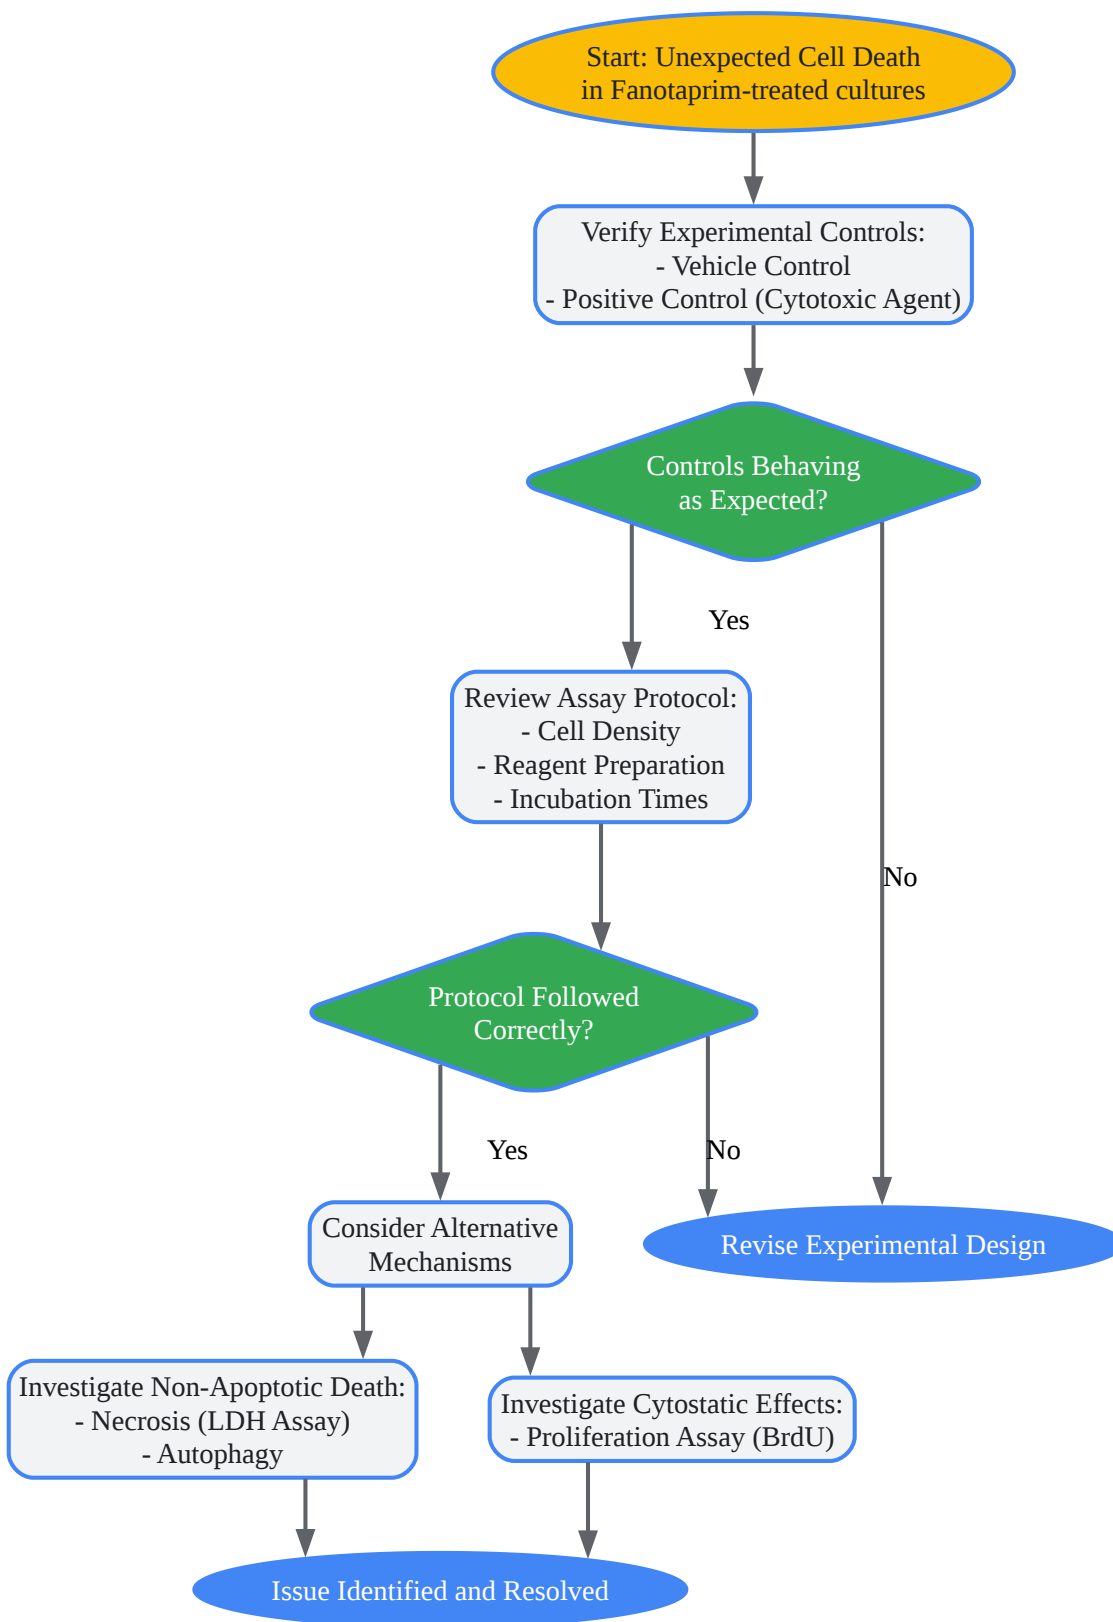 Start: Unexpected Cell Death
in Fanotaprim-treated cultures
Verify Experimental Controls:
- Vehicle Control
- Positive Control (Cytotoxic Agent)
Controls Behaving
as Expected?
Yes
No
Review Assay Protocol:
- Cell Density
- Reagent Preparation
- Incubation Times
Protocol Followed
Correctly?
Yes
No
Consider Alternative
Mechanisms
Revise Experimental Design
Investigate Non-Apoptotic Death:
- Necrosis (LDH Assay)
- Autophagy
Investigate Cytostatic Effects:
- Proliferation Assay (BrdU)
Issue Identified and Resolved